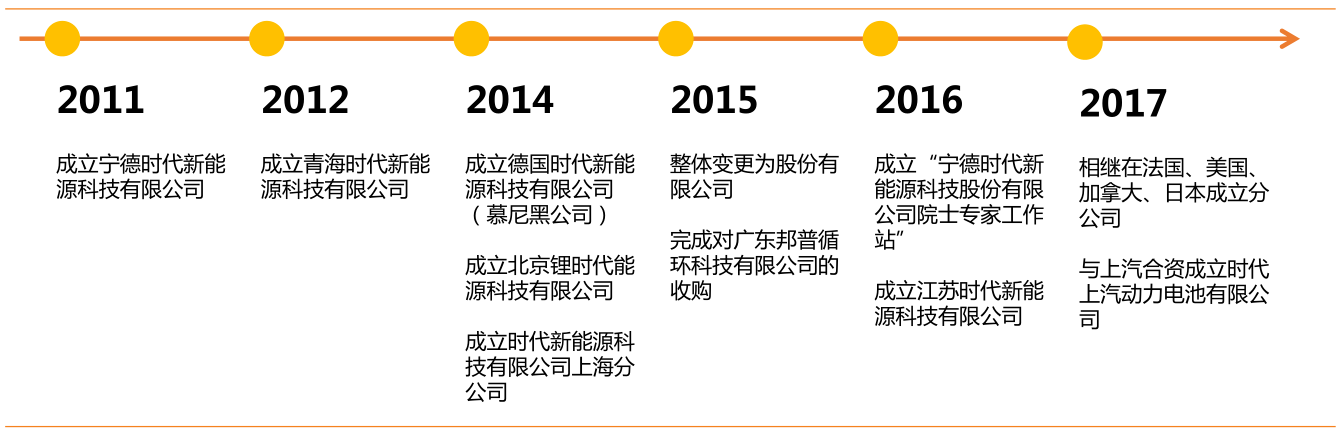 2011
成立宁德时代新能
源科技有限公司
2012
成立青海时代新能
源科技有限公司
2014
成立德国时代新能
源科技有限公司
（慕尼黑公司）
成立北京锂时代能
源科技有限公司
成立时代新能源科
技有限公司上海分
公司
2015
整体变更为股份有
限公司
完成对广东邦普循
环科技有限公司的
收购
2016
成立“宁德时代新
能源科技股份有限
公司院士专家工作
站”
成立江苏时代新能
源科技有限公司
2017
相继在法国、美国、
加拿大、日本成立分
公司
与上汽合资成立时代
上汽动力电池有限公
司